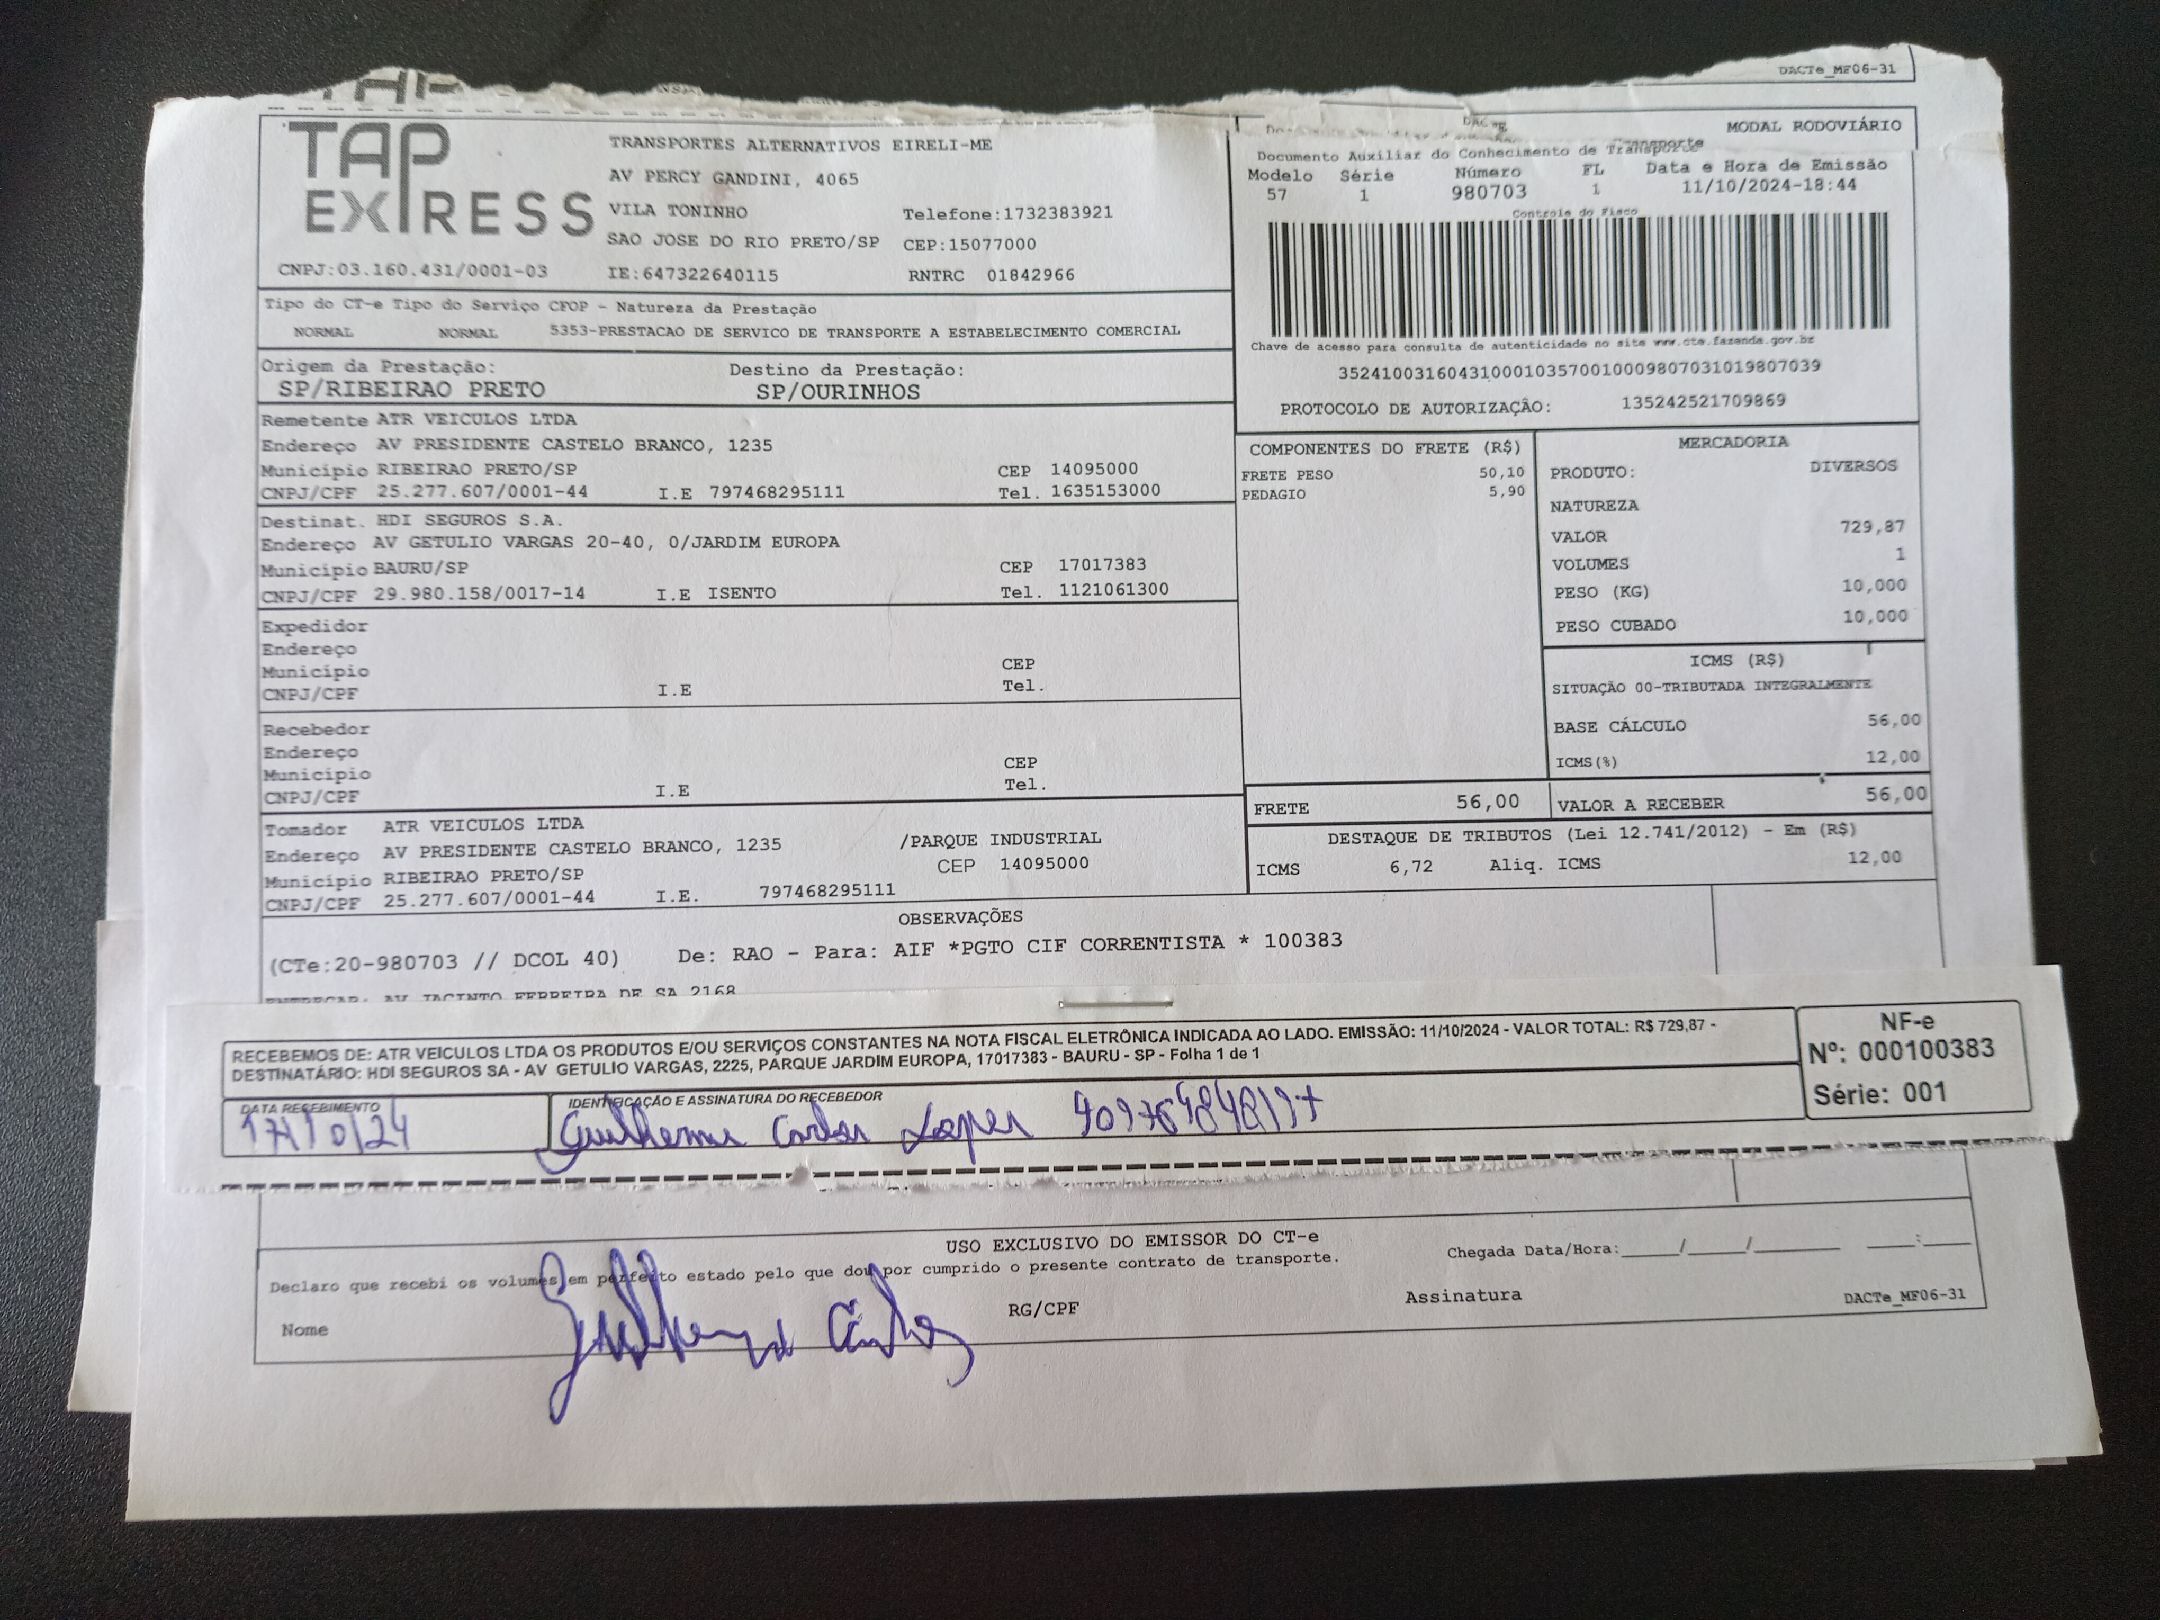 DACTe_MF06-31
TAP EXPRESS
TRANSPORTES ALTERNATIVOS EIRELI-ME
AV PERCY GANDINI, 4065
VILA TONINHO Telefone:1732383921
SAO JOSE DO RIO PRETO/SP CEP:15077000
CNPJ:03.160.431/0001-03 IE:647322640115 RNTRC 01842966
MODAL RODOVIÁRIO
Documento Auxiliar do Conhecimento de Transporte
Modelo Série Número FL Data e Hora de Emissão
57 1 980703 1 11/10/2024-18:44
Controle do Fisco
Chave de acesso para consulta de autenticidade no site www.cte.fazenda.gov.br
35241003160431000103570010009807031019807039
PROTOCOLO DE AUTORIZAÇÃO: 135242521709869
Tipo do CT-e Tipo do Serviço CFOP - Natureza da Prestação
NORMAL NORMAL 5353-PRESTACAO DE SERVICO DE TRANSPORTE A ESTABELECIMENTO COMERCIAL
Origem da Prestação: Destino da Prestação:
SP/RIBEIRAO PRETO SP/OURINHOS
Remetente ATR VEICULOS LTDA
Endereço AV PRESIDENTE CASTELO BRANCO, 1235
Município RIBEIRAO PRETO/SP CEP 14095000
CNPJ/CPF 25.277.607/0001-44 I.E 797468295111 Tel. 1635153000
Destinat. HDI SEGUROS S.A.
Endereço AV GETULIO VARGAS 20-40, 0/JARDIM EUROPA
Município BAURU/SP CEP 17017383
CNPJ/CPF 29.980.158/0017-14 I.E ISENTO Tel. 1121061300
Expedidor
Endereço
Município CEP
CNPJ/CPF I.E Tel.
Recebedor
Endereço
Município CEP
CNPJ/CPF I.E Tel.
Tomador ATR VEICULOS LTDA
Endereço AV PRESIDENTE CASTELO BRANCO, 1235 /PARQUE INDUSTRIAL
Município RIBEIRAO PRETO/SP CEP 14095000
CNPJ/CPF 25.277.607/0001-44 I.E. 797468295111
COMPONENTES DO FRETE (R$)
FRETE PESO 50,10
PEDAGIO 5,90
MERCADORIA
PRODUTO: DIVERSOS
NATUREZA
VALOR 729,87
VOLUMES 1
PESO (KG) 10,000
PESO CUBADO 10,000
ICMS (R$)
SITUAÇÃO 00-TRIBUTADA INTEGRALMENTE
BASE CÁLCULO 56,00
ICMS(%) 12,00
FRETE 56,00 VALOR A RECEBER 56,00
DESTAQUE DE TRIBUTOS (Lei 12.741/2012) - Em (R$)
ICMS 6,72 Aliq. ICMS 12,00
OBSERVAÇÕES
(CTe:20-980703 // DCOL 40) De: RAO - Para: AIF *PGTO CIF CORRENTISTA * 100383
ENTREGAR: AV JACINTO FERREIRA DE SA 2168
RECEBEMOS DE: ATR VEICULOS LTDA OS PRODUTOS E/OU SERVIÇOS CONSTANTES NA NOTA FISCAL ELETRÔNICA INDICADA AO LADO. EMISSÃO: 11/10/2024 - VALOR TOTAL: R$ 729,87 -
DESTINATÁRIO: HDI SEGUROS SA - AV GETULIO VARGAS, 2225, PARQUE JARDIM EUROPA, 17017383 - BAURU - SP - Folha 1 de 1
NF-e
Nº: 000100383
Série: 001
DATA RECEBIMENTO IDENTIFICAÇÃO E ASSINATURA DO RECEBEDOR
17/10/24 Guilherme Carlos Lopes
USO EXCLUSIVO DO EMISSOR DO CT-e
Declaro que recebi os volumes em perfeito estado pelo que dou por cumprido o presente contrato de transporte. Chegada Data/Hora:_____/_____/_______ ____:____
Nome Guilherme Carlos RG/CPF Assinatura DACTe_MF06-31